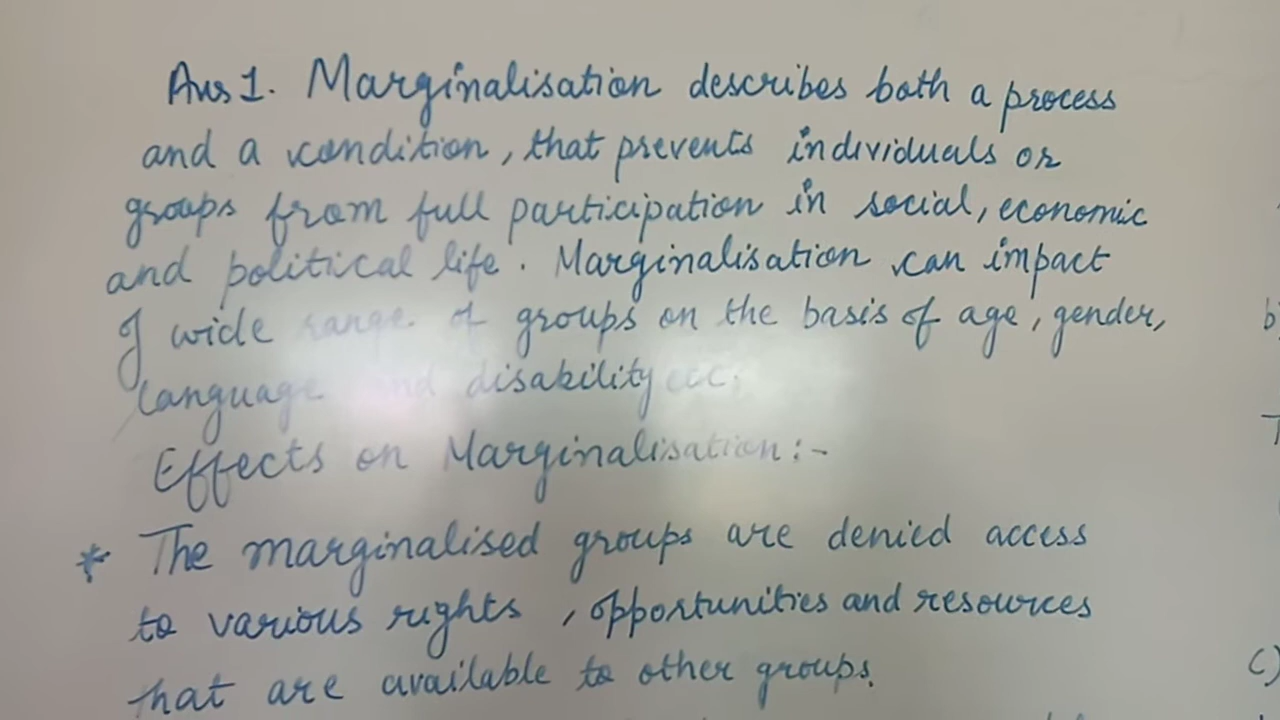 Ans 1. Marginalisation describes both a process
and a condition, that prevents individuals or
groups from full participation in social, economic
and political life. Marginalisation can impact
of wide range of groups on the basis of age, gender,
language and disability etc.
Effects on Marginalisation :-
* The marginalised groups are denied access
to various rights, opportunities and resources
that are available to other groups.
C)